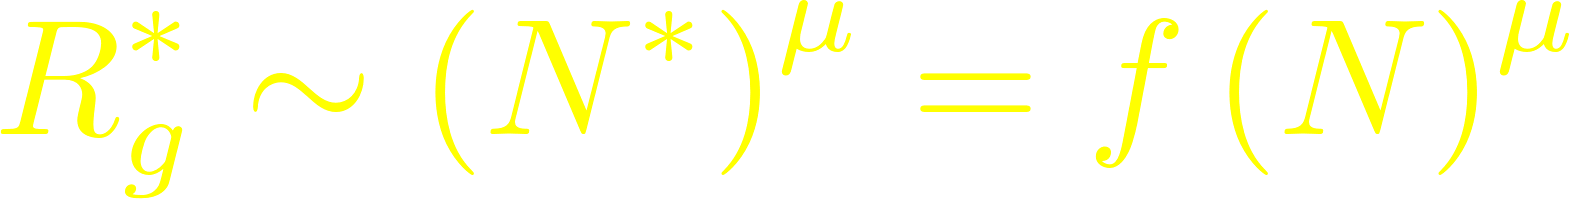 $R_g^* \sim (N^*)^\mu = f(N)^\mu$